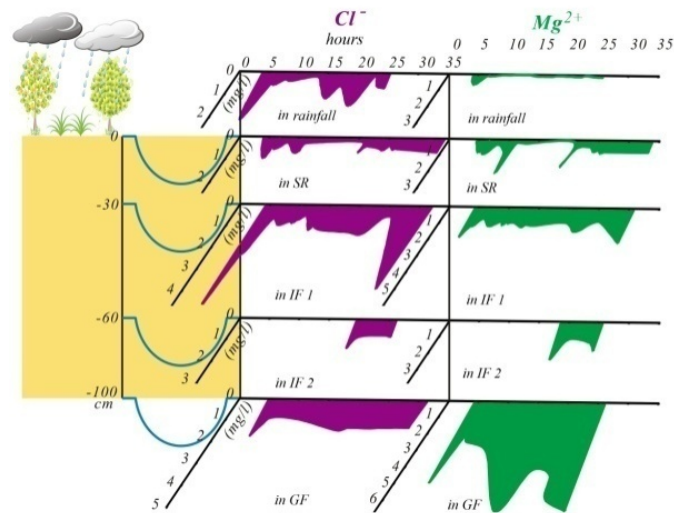 Cl⁻ Mg²⁺
hours
0 5 10 15 20 25 30 35 0 5 10 15 20 25 30 35
0 1 2 (mg/l) in rainfall 1 2 3 in rainfall
0 0 1 2 (mg/l) in SR 1 2 3 in SR
-30 0 1 2 3 4 (mg/l) in IF 1 1 2 3 4 5 in IF 1
-60 0 1 2 3 (mg/l) in IF 2 1 2 3 in IF 2
-100 0 1 2 3 4 5 (mg/l) in GF 1 2 3 4 5 6 in GF
cm